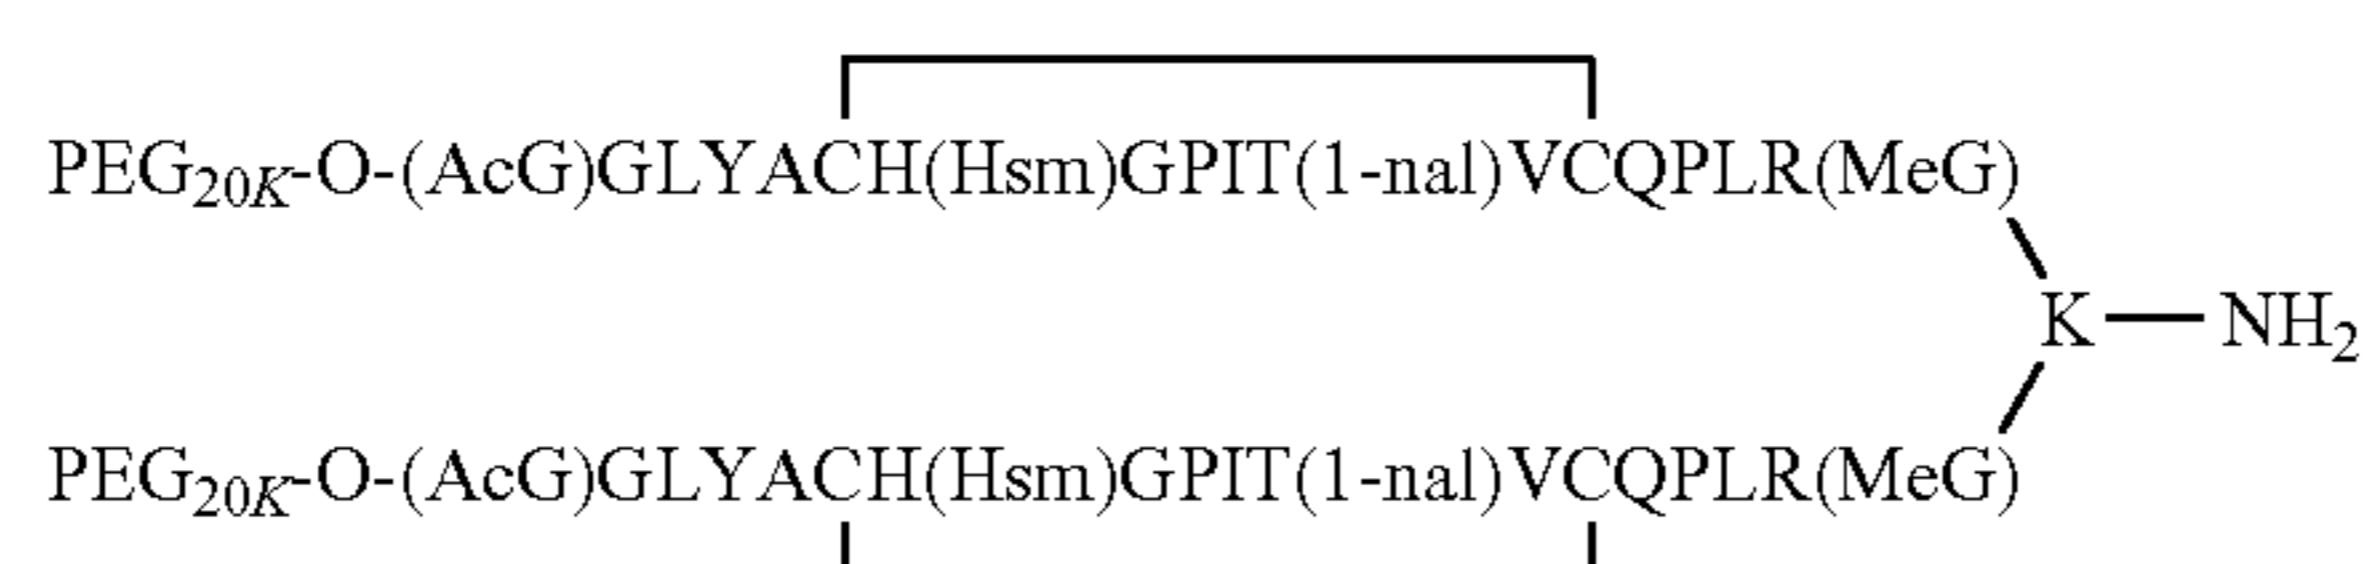 PEG20K-O-(AcG)GLYACH(Hsm)GPIT(1-nal)VCQPLR(MeG)
K—NH2
PEG20K-O-(AcG)GLYACH(Hsm)GPIT(1-nal)VCQPLR(MeG)